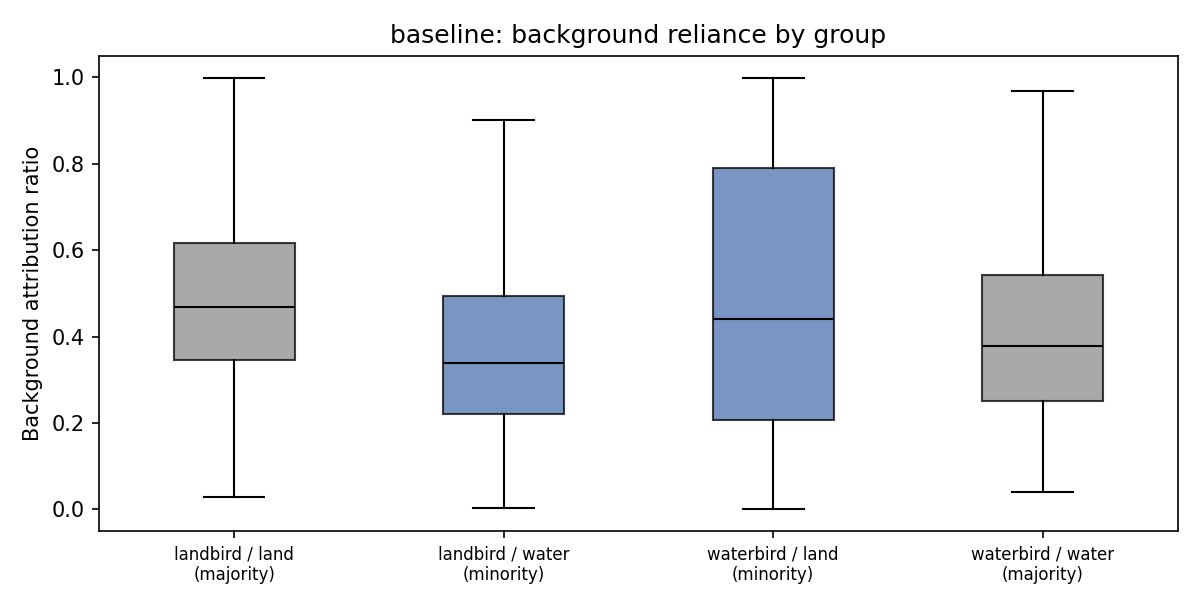 baseline: background reliance by group
Background attribution ratio
1.0
0.8
0.6
0.4
0.2
0.0
landbird / land
(majority)
landbird / water
(minority)
waterbird / land
(minority)
waterbird / water
(majority)